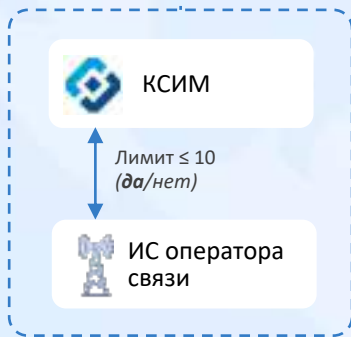 КСИМ
Лимит ≤ 10
(да/нет)
ИС оператора
связи